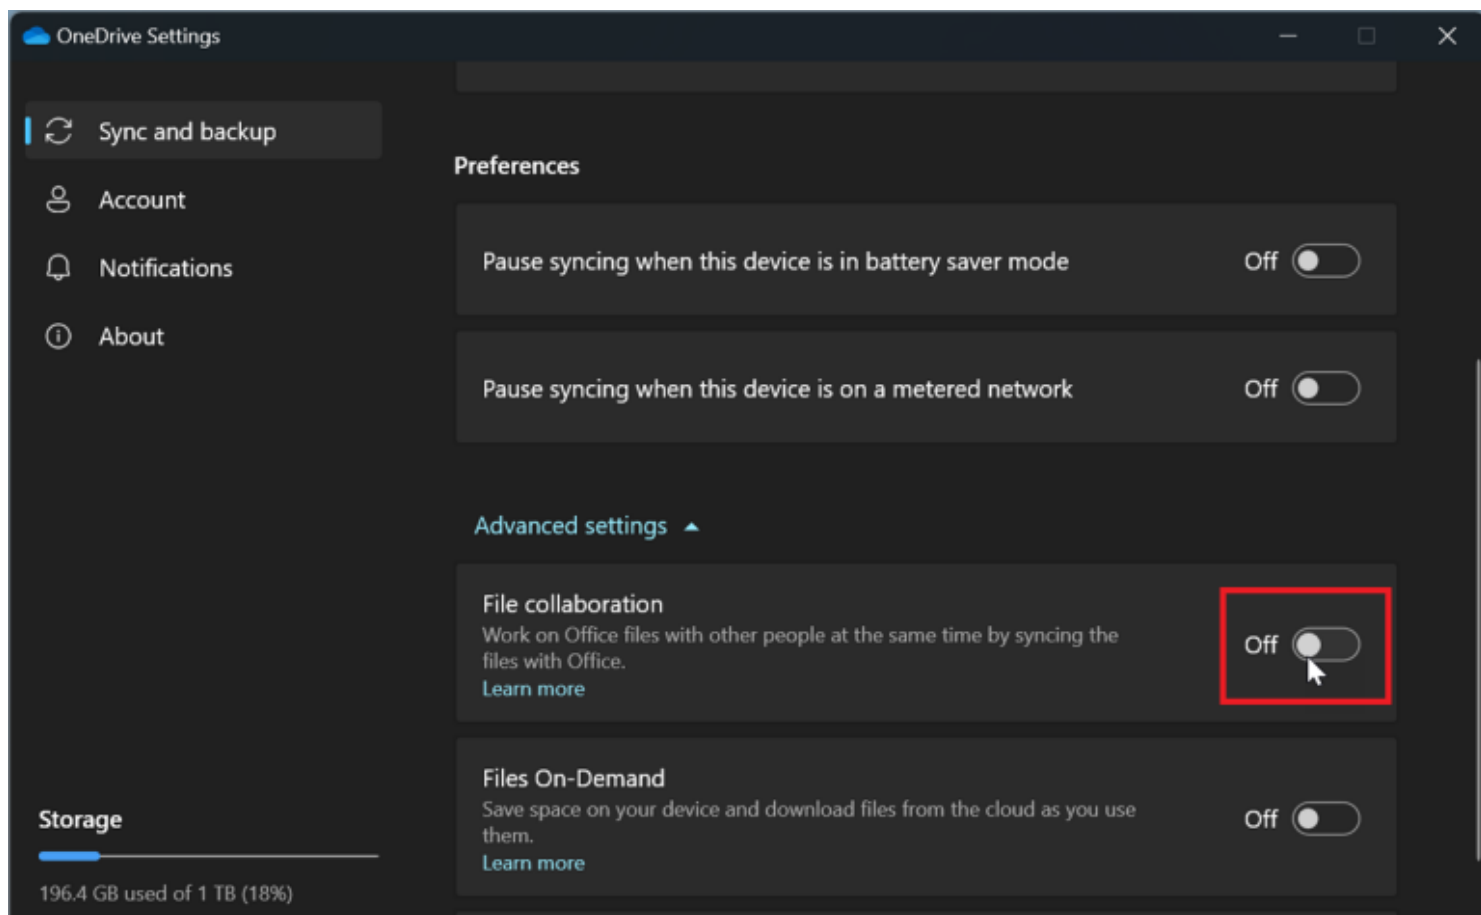 OneDrive Settings
Sync and backup
Account
Notifications
About
Storage
196.4 GB used of 1 TB (18%)
Preferences
Pause syncing when this device is in battery saver mode
Off
Pause syncing when this device is on a metered network
Off
Advanced settings
File collaboration
Work on Office files with other people at the same time by syncing the
files with Office.
Learn more
Off
Files On-Demand
Save space on your device and download files from the cloud as you use
them.
Learn more
Off